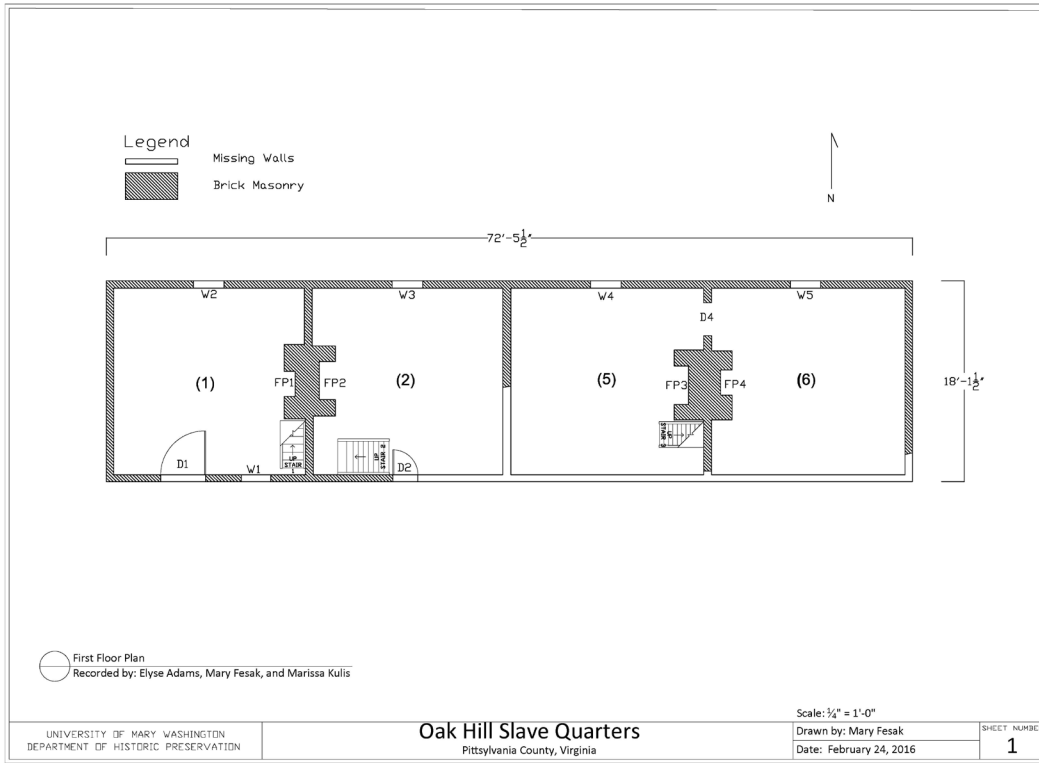 Legend
Missing Walls
Brick Masonry
N
72'-5½"
W2
W3
W4
W5
D4
(1)
FP1
FP2
(2)
(5)
FP3
FP4
(6)
18'-1½"
D1
W1
UP
STAIR 1
UP
STAIR 2
D2
UP
STAIR 3
First Floor Plan
Recorded by: Elyse Adams, Mary Fesak, and Marissa Kulis
Scale: ¼" = 1'-0"
UNIVERSITY OF MARY WASHINGTON
DEPARTMENT OF HISTORIC PRESERVATION
Oak Hill Slave Quarters
Pittsylvania County, Virginia
Drawn by: Mary Fesak
Date: February 24, 2016
SHEET NUMBE
1